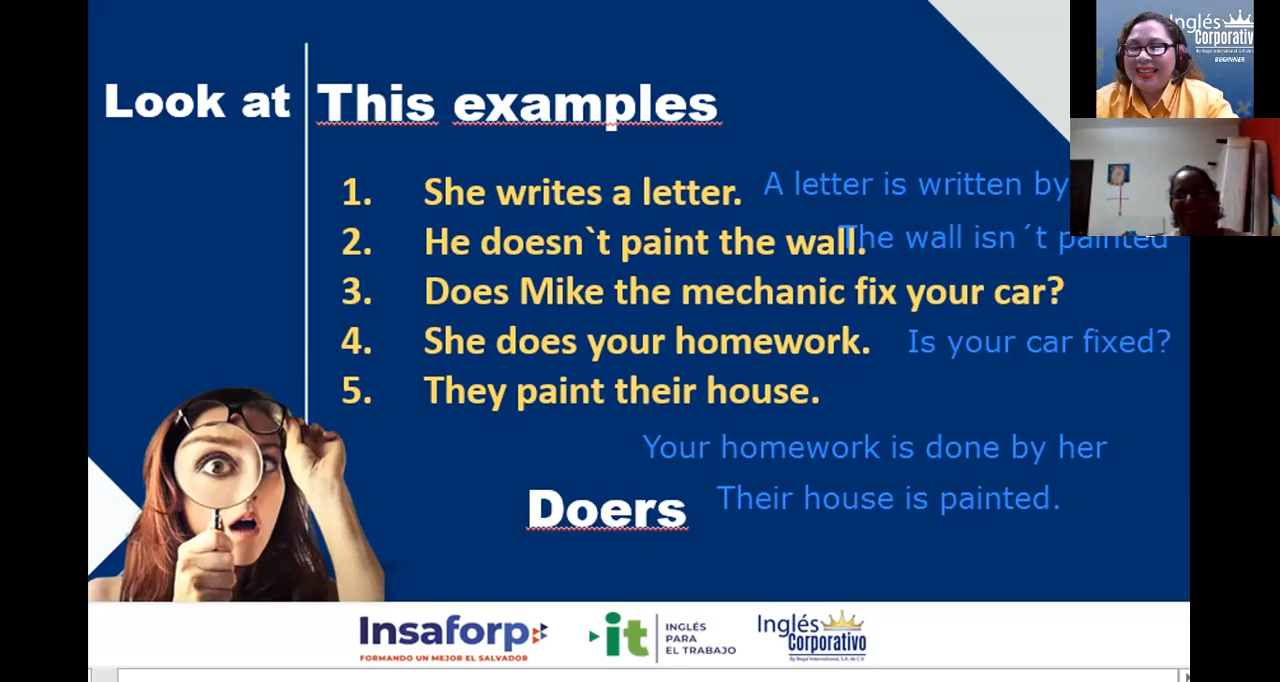 Look at This examples
1. She writes a letter. A letter is written by
2. He doesn`t paint the wall. The wall isn´t painted
3. Does Mike the mechanic fix your car?
4. She does your homework. Is your car fixed?
5. They paint their house.
Your homework is done by her
Doers Their house is painted.
Insaforp
FORMANDO UN MEJOR EL SALVADOR
it
INGLÉS
PARA
EL TRABAJO
Inglés
Corporativo
By Regal International, S.A. de C.V.
Inglés
Corporativo
BEGINNER